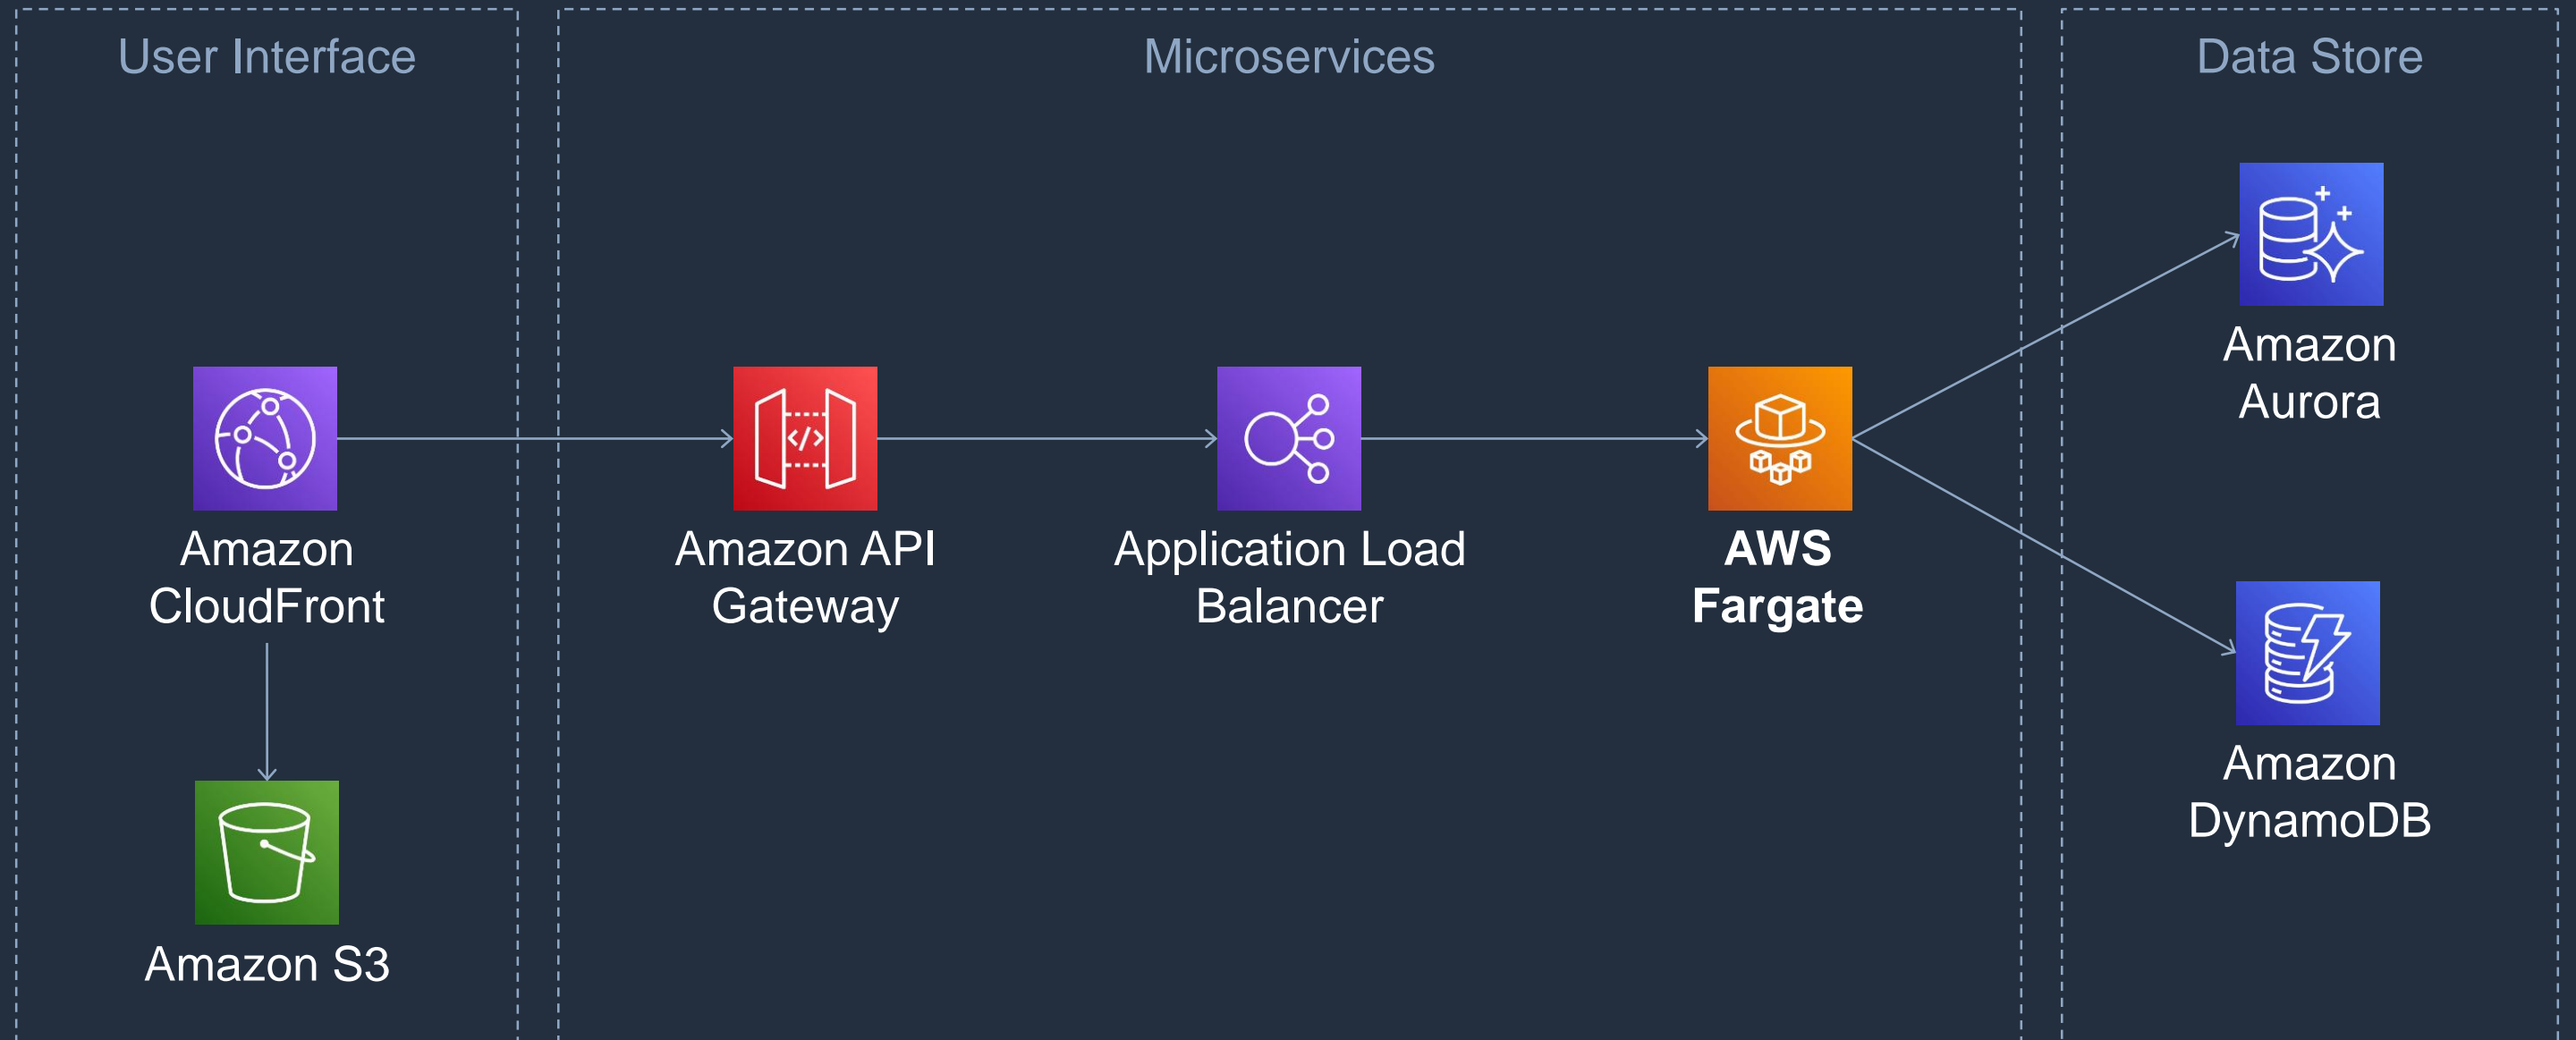 User Interface
Microservices
Data Store
Amazon
CloudFront
Amazon S3
Amazon API
Gateway
Application Load
Balancer
AWS
Fargate
Amazon
Aurora
Amazon
DynamoDB